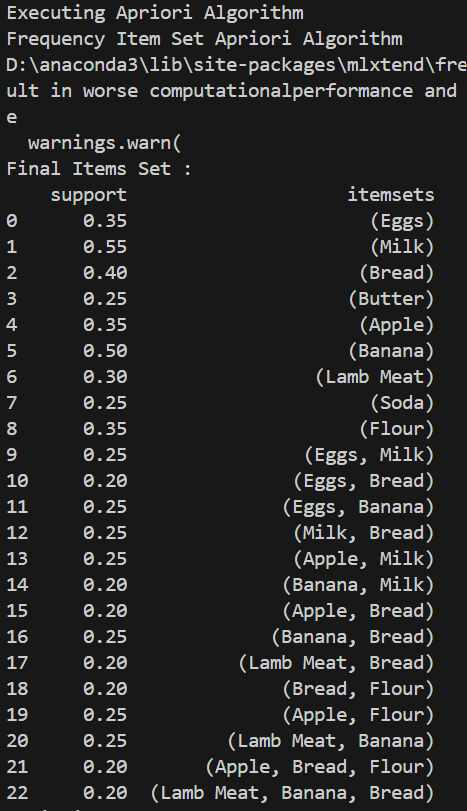 Executing Apriori Algorithm
Frequency Item Set Apriori Algorithm
D:\anaconda3\lib\site-packages\mlxtend\fre
ult in worse computationalperformance and
e
  warnings.warn(
Final Items Set :
    support                     itemsets
0      0.35                       (Eggs)
1      0.55                       (Milk)
2      0.40                      (Bread)
3      0.25                     (Butter)
4      0.35                      (Apple)
5      0.50                     (Banana)
6      0.30                  (Lamb Meat)
7      0.25                       (Soda)
8      0.35                      (Flour)
9      0.25                 (Eggs, Milk)
10     0.20                (Eggs, Bread)
11     0.25               (Eggs, Banana)
12     0.25                (Milk, Bread)
13     0.25                (Apple, Milk)
14     0.20               (Banana, Milk)
15     0.20               (Apple, Bread)
16     0.25              (Banana, Bread)
17     0.20           (Lamb Meat, Bread)
18     0.20               (Bread, Flour)
19     0.25               (Apple, Flour)
20     0.25          (Lamb Meat, Banana)
21     0.20        (Apple, Bread, Flour)
22     0.20   (Lamb Meat, Banana, Bread)